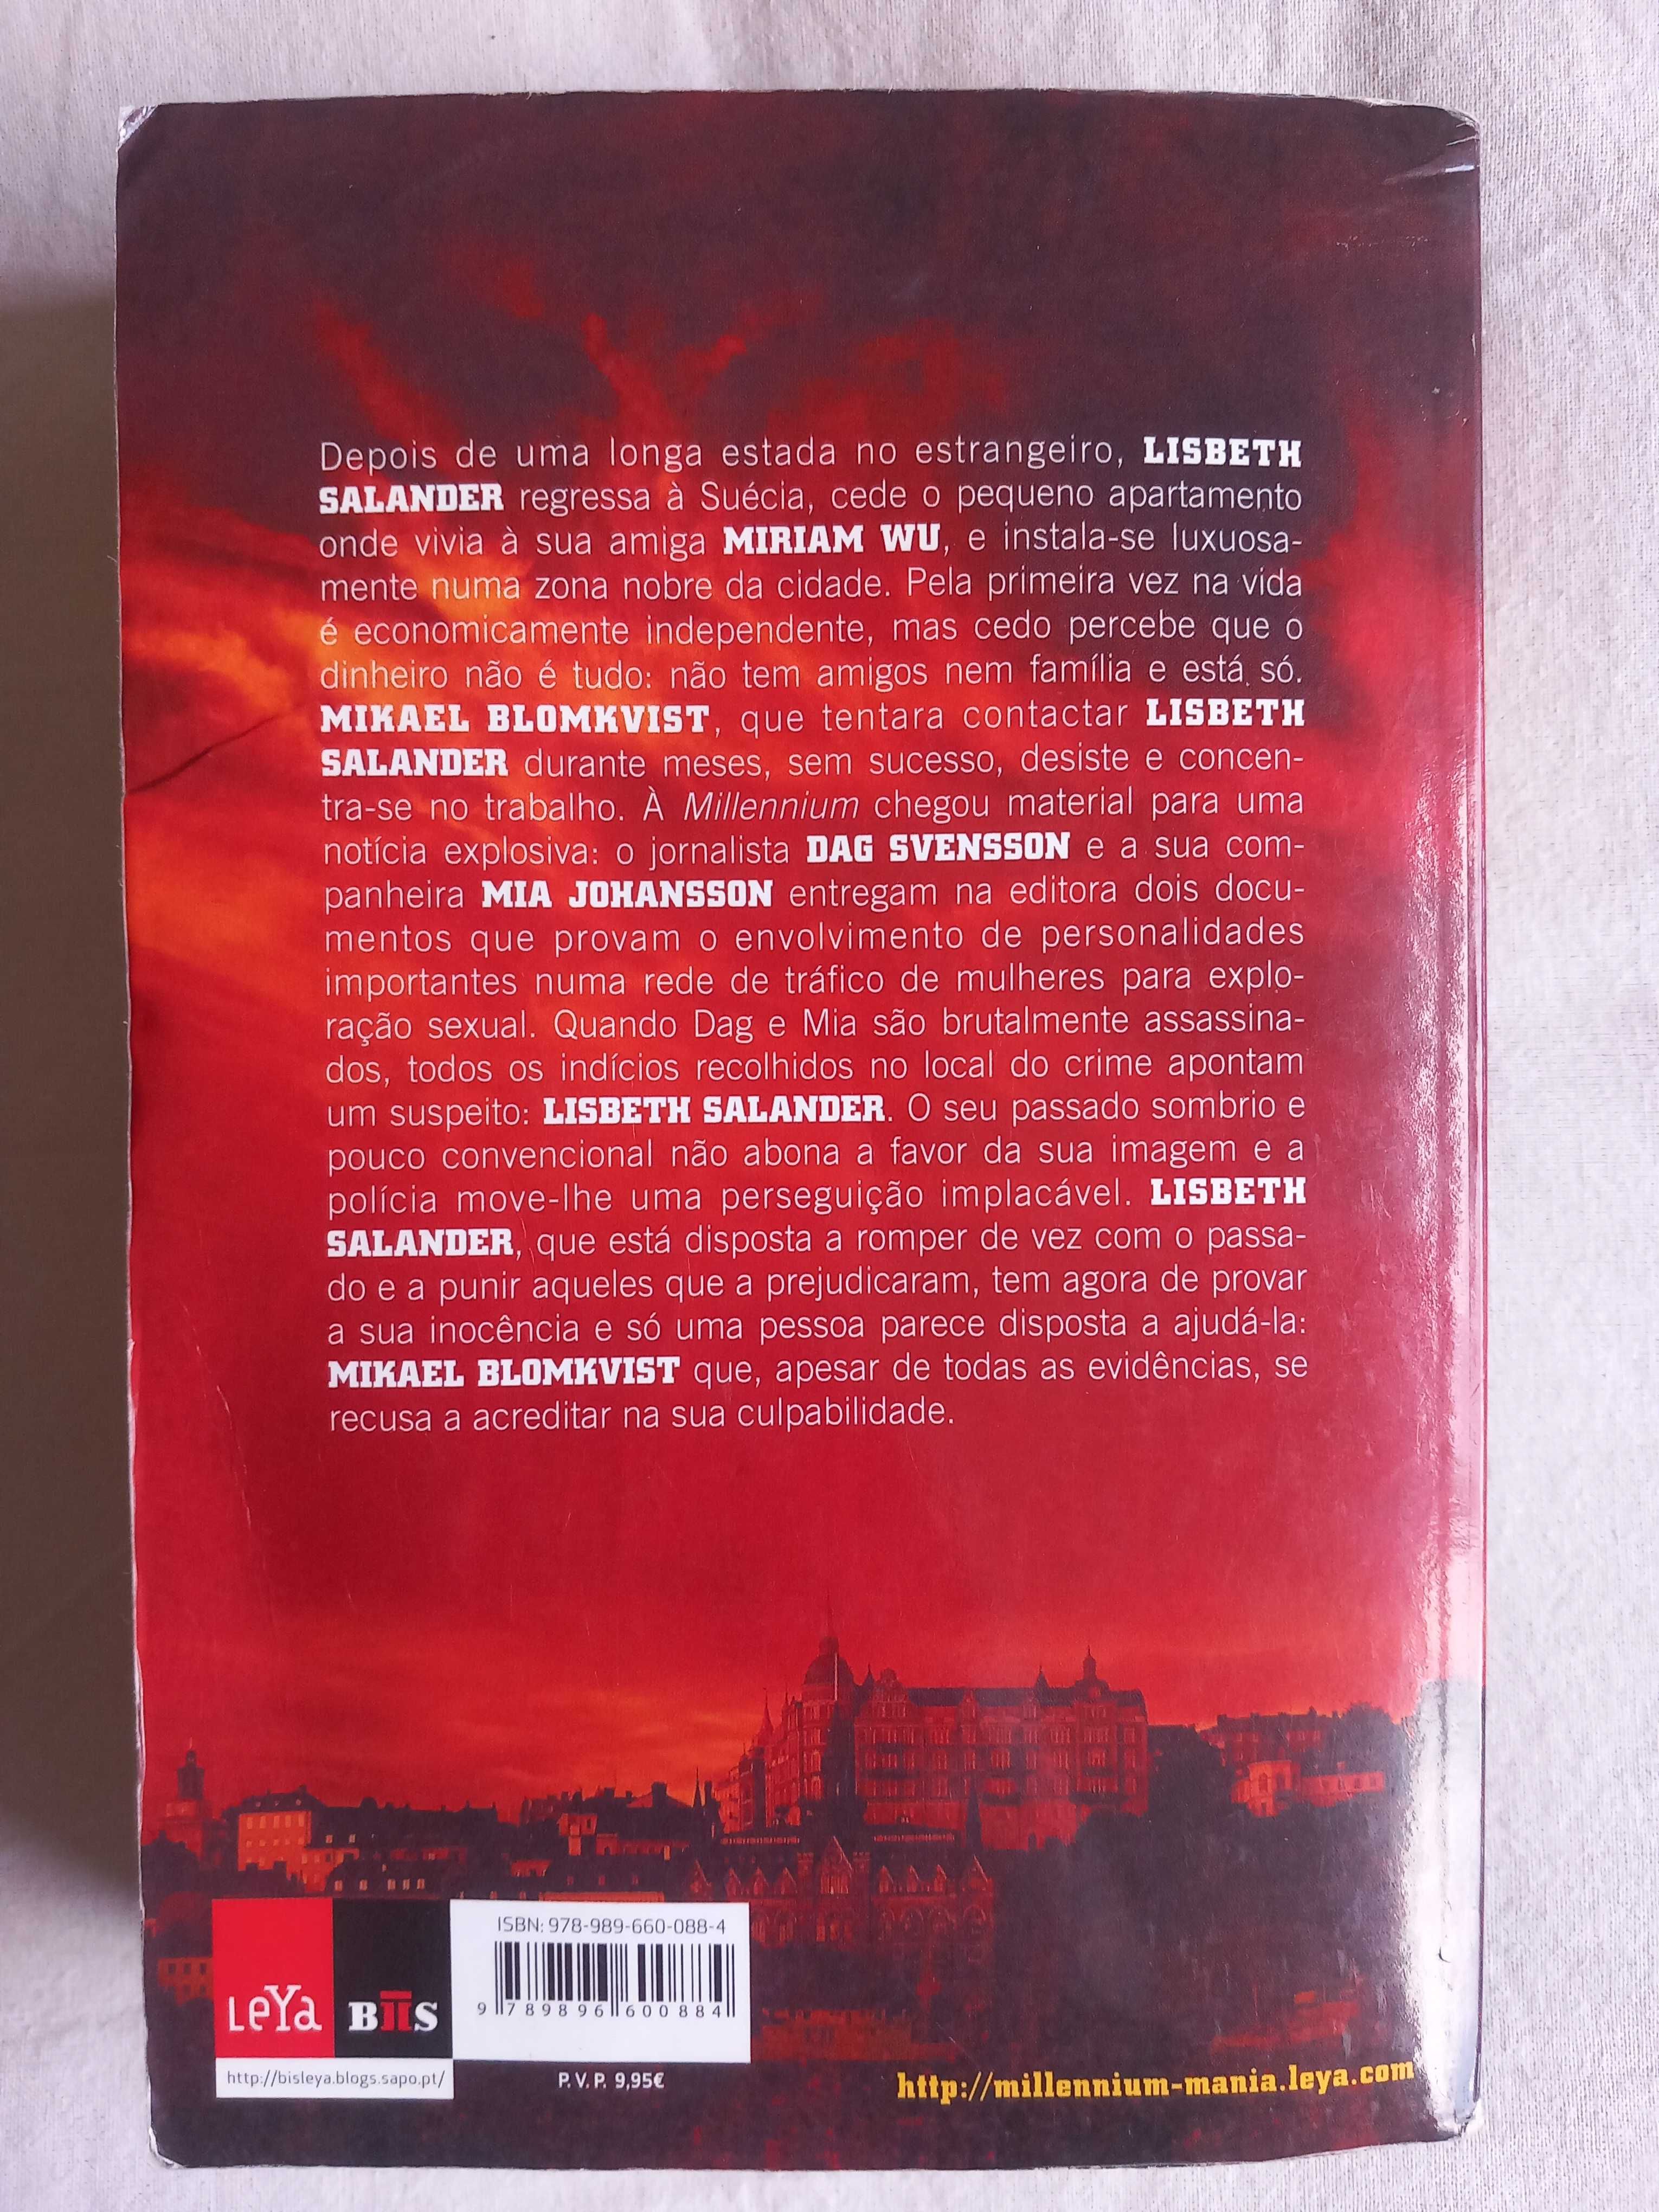 Depois de uma longa estada no estrangeiro, LISBETH
SALANDER regressa à Suécia, cede o pequeno apartamento
onde vivia à sua amiga MIRIAM WU, e instala-se luxuosa-
mente numa zona nobre da cidade. Pela primeira vez na vida
é economicamente independente, mas cedo percebe que o
dinheiro não é tudo: não tem amigos nem família e está só.
MIKAEL BLOMKVIST, que tentara contactar LISBETH
SALANDER durante meses, sem sucesso, desiste e concen-
tra-se no trabalho. À Millennium chegou material para uma
notícia explosiva: o jornalista DAG SVENSSON e a sua com-
panheira MIA JOHANSSON entregam na editora dois docu-
mentos que provam o envolvimento de personalidades
importantes numa rede de tráfico de mulheres para explo-
ração sexual. Quando Dag e Mia são brutalmente assassina-
dos, todos os indícios recolhidos no local do crime apontam
um suspeito: LISBETH SALANDER. O seu passado sombrio e
pouco convencional não abona a favor da sua imagem e a
polícia move-lhe uma perseguição implacável. LISBETH
SALANDER, que está disposta a romper de vez com o passa-
do e a punir aqueles que a prejudicaram, tem agora de provar
a sua inocência e só uma pessoa parece disposta a ajudá-la:
MIKAEL BLOMKVIST que, apesar de todas as evidências, se
recusa a acreditar na sua culpabilidade.
ISBN: 978-989-660-088-4
9 789896 600884
LeYa BIIS
http://bisleya.blogs.sapo.pt/
P. V. P. 9,95€
http://millennium-mania.leya.com